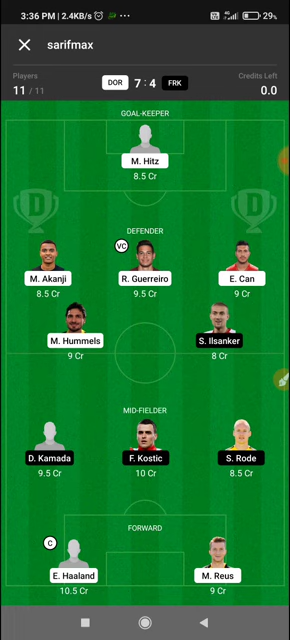 3:36 PM | 2.4KB/s
29%
sarifmax
Players
11 / 11
DOR 7 : 4 FRK
Credits Left
0.0
GOAL-KEEPER
M. Hitz
8.5 Cr
D D
DEFENDER
VC
M. Akanji R. Guerreiro E. Can
8.5 Cr 9.5 Cr 9 Cr
M. Hummels S. Ilsanker
9 Cr 8 Cr
MID-FIELDER
D. Kamada F. Kostic S. Rode
9.5 Cr 10 Cr 8.5 Cr
FORWARD
C
E. Haaland M. Reus
10.5 Cr 9 Cr